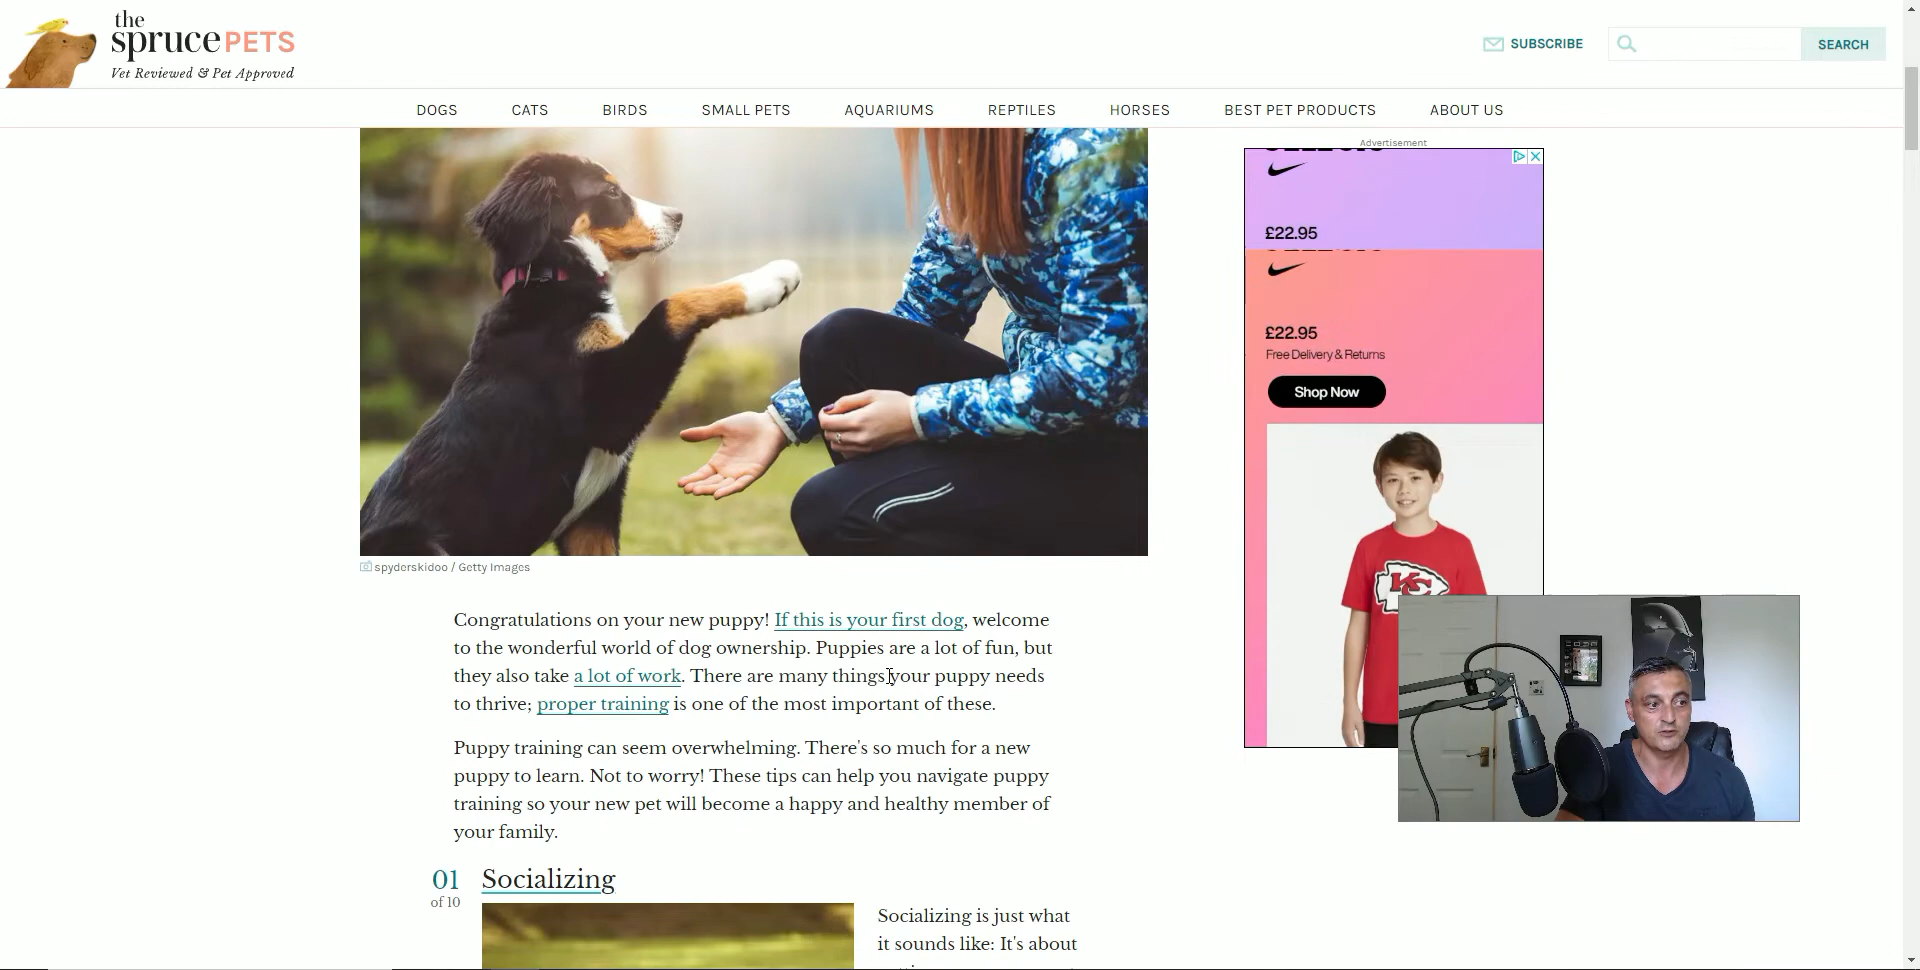 the
spruce PETS
Vet Reviewed & Pet Approved
SUBSCRIBE
SEARCH
DOGS
CATS
BIRDS
SMALL PETS
AQUARIUMS
REPTILES
HORSES
BEST PET PRODUCTS
ABOUT US
Advertisement
£22.95
£22.95
Free Delivery & Returns
Shop Now
KC
spyderskidoo / Getty Images
Congratulations on your new puppy! If this is your first dog, welcome
to the wonderful world of dog ownership. Puppies are a lot of fun, but
they also take a lot of work. There are many things your puppy needs
to thrive; proper training is one of the most important of these.
Puppy training can seem overwhelming. There's so much for a new
puppy to learn. Not to worry! These tips can help you navigate puppy
training so your new pet will become a happy and healthy member of
your family.
01
of 10
Socializing
Socializing is just what
it sounds like: It's about